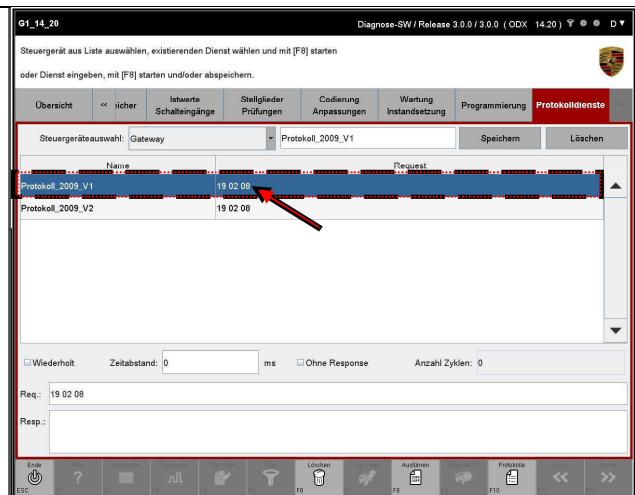 G1_14_20 Diagnose-SW / Release 3.0.0 / 3.0.0 ( ODX 14.20 ) D
Steuergerät aus Liste auswählen, existierenden Dienst wählen und mit [F8] starten
oder Dienst eingeben, mit [F8] starten und/oder abspeichern.
Übersicht << icher Istwerte Schalteingänge Stellglieder Prüfungen Codierung Anpassungen Wartung Instandsetzung Programmierung Protokolldienste
Steuergeräteauswahl: Gateway Protokoll_2009_V1 Speichern Löschen
Name Request
Protokoll_2009_V1 19 02 08
Protokoll_2009_V2 19 02 08
Wiederholt Zeitabstand: 0 ms Ohne Response Anzahl Zyklen: 0
Req.: 19 02 08
Resp.:
Ende Löschen Ausführen Protokolle
ESC F6 F8 F10